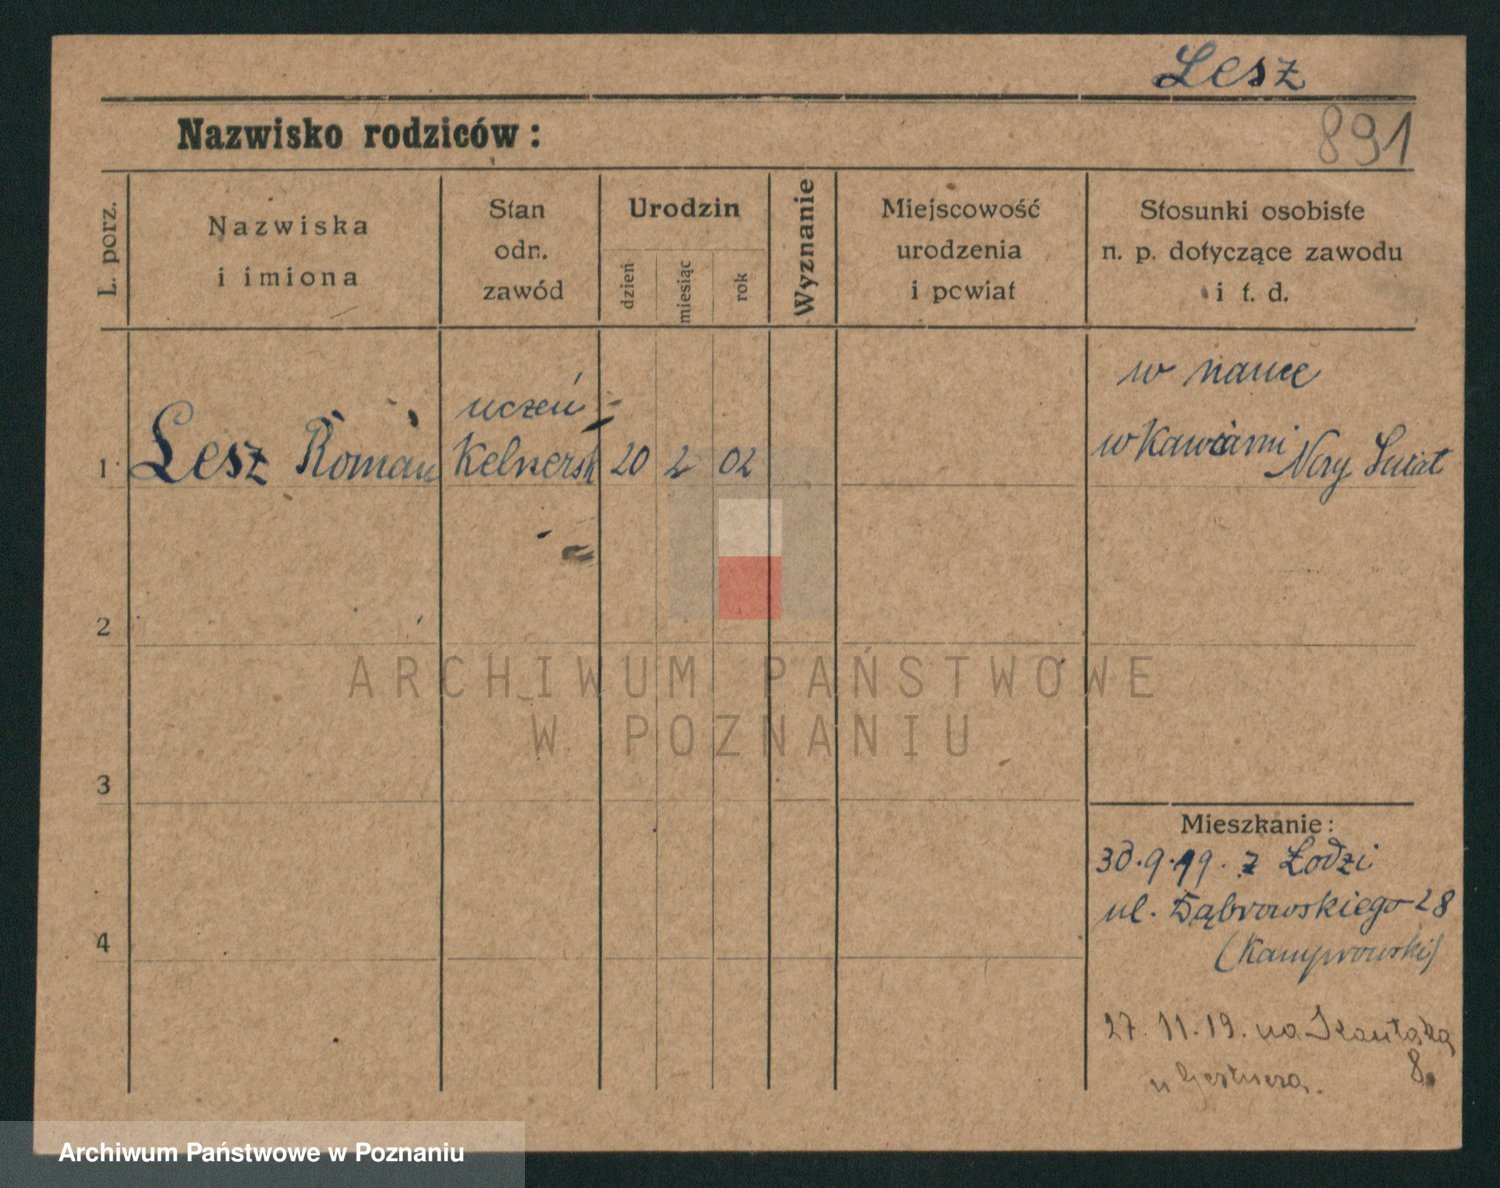 Lesz
Nazwisko rodziców:
891
L. porz.
Nazwiska
i imiona
Stan
odn.
zawód
Urodzin
dzień
miesiąc
rok
Wyznanie
Miejscowość
urodzenia
i powiat
Stosunki osobiste
n. p. dotyczące zawodu
i t. d.
w nauce
w Kawiarni Nowy Świat
uczeń
1 Lesz Roman Kelnersk 20 2 02
2
3
4
Mieszkanie:
30.9.19. z Łodzi
ul. Dąbrowskiego 28
27.11.19. na
8.
ARCHIWUM PAŃSTWOWE
W POZNANIU
Archiwum Państwowe w Poznaniu